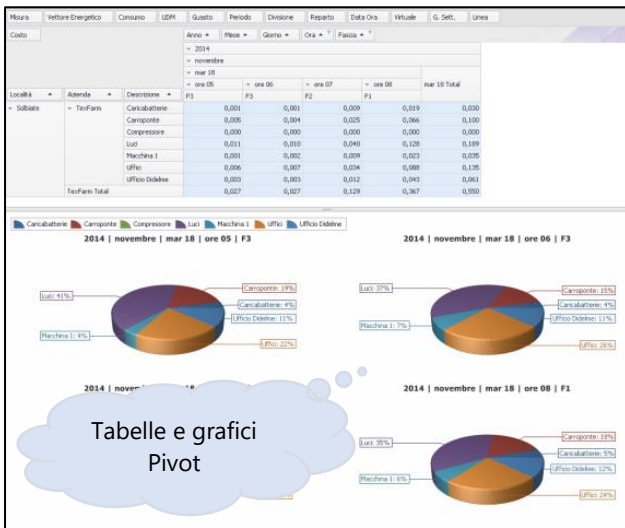 Misura Vettore Energetico Consumo UDM Guasto Periodo Divisione Reparto Data Ora Virtuale G. Sett. Linea
Costo Anno Mese Giorno Ora Fascia
2014
novembre
mar 18
ore 05 ore 06 ore 07 ore 08 mar 18 Total
Località Azienda Descrizione F3 F3 F2 F1
Solbiate TexFarm Caricabatterie 0,001 0,001 0,009 0,019 0,030
Carroponte 0,005 0,004 0,025 0,066 0,100
Compressore 0,000 0,000 0,000 0,000 0,000
Luci 0,011 0,010 0,040 0,128 0,189
Macchina 1 0,001 0,002 0,009 0,023 0,035
Uffici 0,006 0,007 0,034 0,088 0,135
Ufficio Didelme 0,003 0,003 0,012 0,043 0,061
TexFarm Total 0,027 0,027 0,129 0,367 0,550
Caricabatterie Carroponte Compressore Luci Macchina 1 Uffici Ufficio Didelme
2014 | novembre | mar 18 | ore 05 | F3
Luci: 41%
Carroponte: 19%
Caricabatterie: 4%
Ufficio Didelme: 11%
Macchina 1: 4%
Uffici: 22%
2014 | novembre | mar 18 | ore 06 | F3
Luci: 37%
Carroponte: 15%
Caricabatterie: 4%
Ufficio Didelme: 11%
Macchina 1: 7%
Uffici: 26%
2014 |
2014 | novembre | mar 18 | ore 08 | F1
Luci: 35%
Carroponte: 18%
Caricabatterie: 5%
Ufficio Didelme: 12%
Macchina 1: 6%
Uffici: 24%
Tabelle e grafici
Pivot